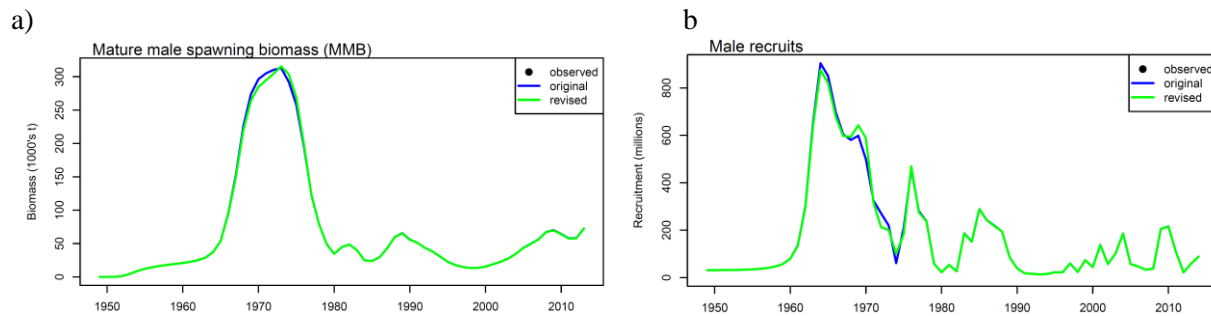 a)
Mature male spawning biomass (MMB)
observed
original
revised
Biomass (1000's t)
300
250
200
150
100
50
0
1950 1960 1970 1980 1990 2000 2010
b
Male recruits
observed
original
revised
Recruitment (millions)
800
600
400
200
0
1950 1960 1970 1980 1990 2000 2010